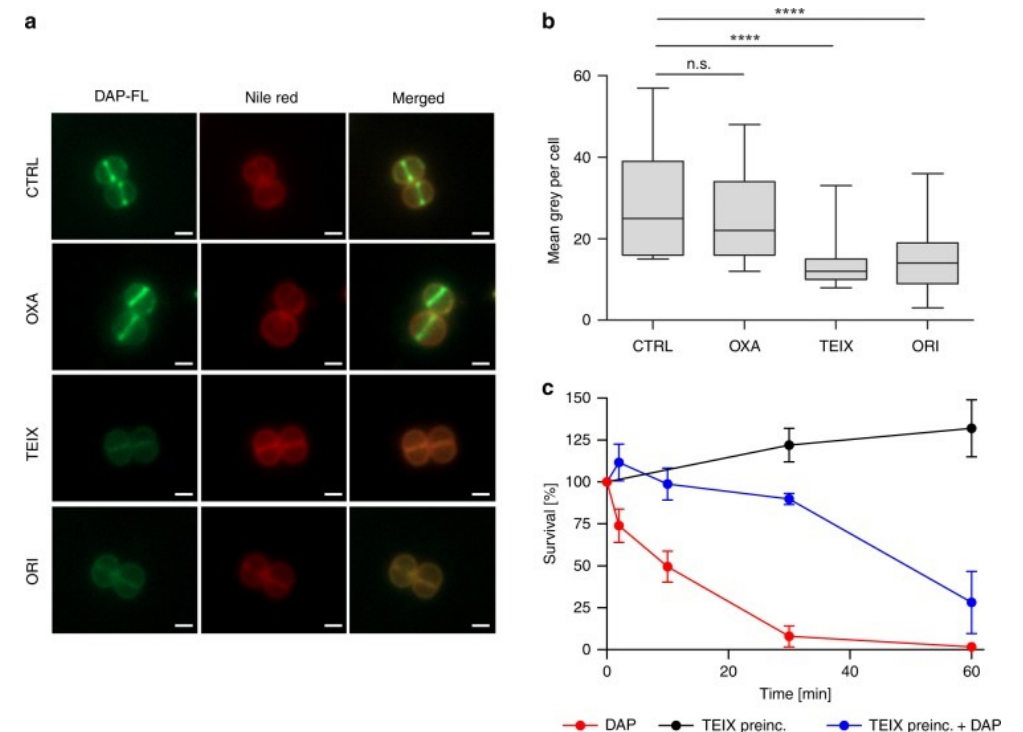 a
DAP-FL Nile red Merged
CTRL
OXA
TEIX
ORI
b
****
****
n.s.
60
40
20
0
Mean grey per cell
CTRL OXA TEIX ORI
c
150
125
100
75
50
25
0
Survival [%]
0 20 40 60
Time [min]
DAP TEIX preinc. TEIX preinc. + DAP